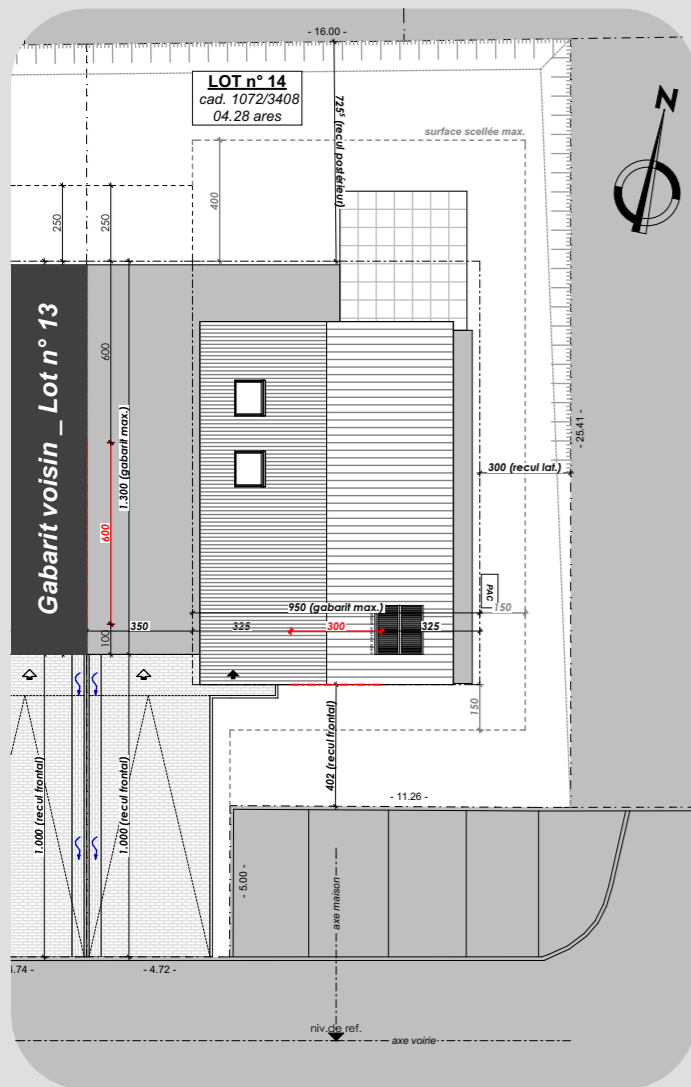 - 16.00 -
LOT n° 14
cad. 1072/3408
04.28 ares
N
725⁵ (recul postérieur)
surface scellée max.
400
250
250
Gabarit voisin _ Lot n° 13
600
1.300 (gabarit max.)
600
100
- 25.41 -
300 (recul lat.)
PAC
950 (gabarit max.)
150
350
325
300
325
150
402 (recul frontal)
1.000 (recul frontal)
1.000 (recul frontal)
- 11.26 -
- 5.00 -
axe maison
.74 -
- 4.72 -
niv.de ref.
axe voirie